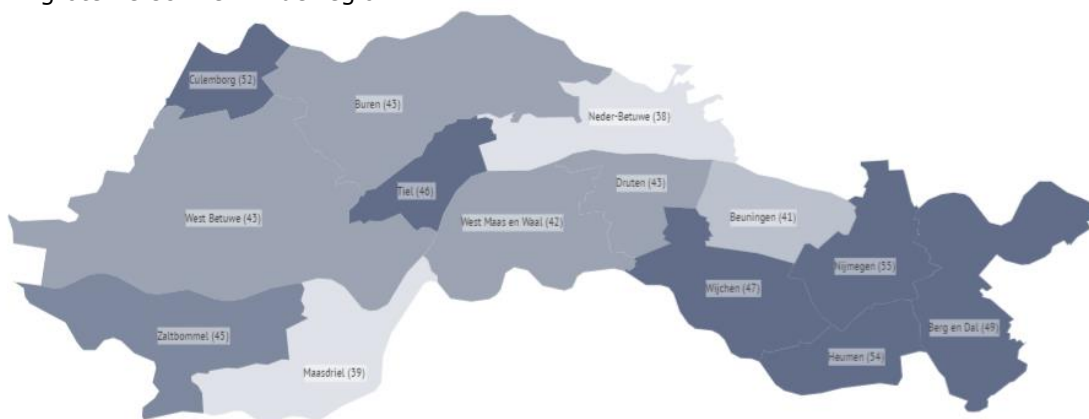 Culemborg (52)
Buren (43)
Neder-Betuwe (38)
Tiel (46)
Druten (43)
West Betuwe (43)
West Maas en Waal (42)
Beuningen (41)
Nijmegen (55)
Wijchen (47)
Zaltbommel (45)
Berg en Dal (49)
Heumen (54)
Maasdriel (39)